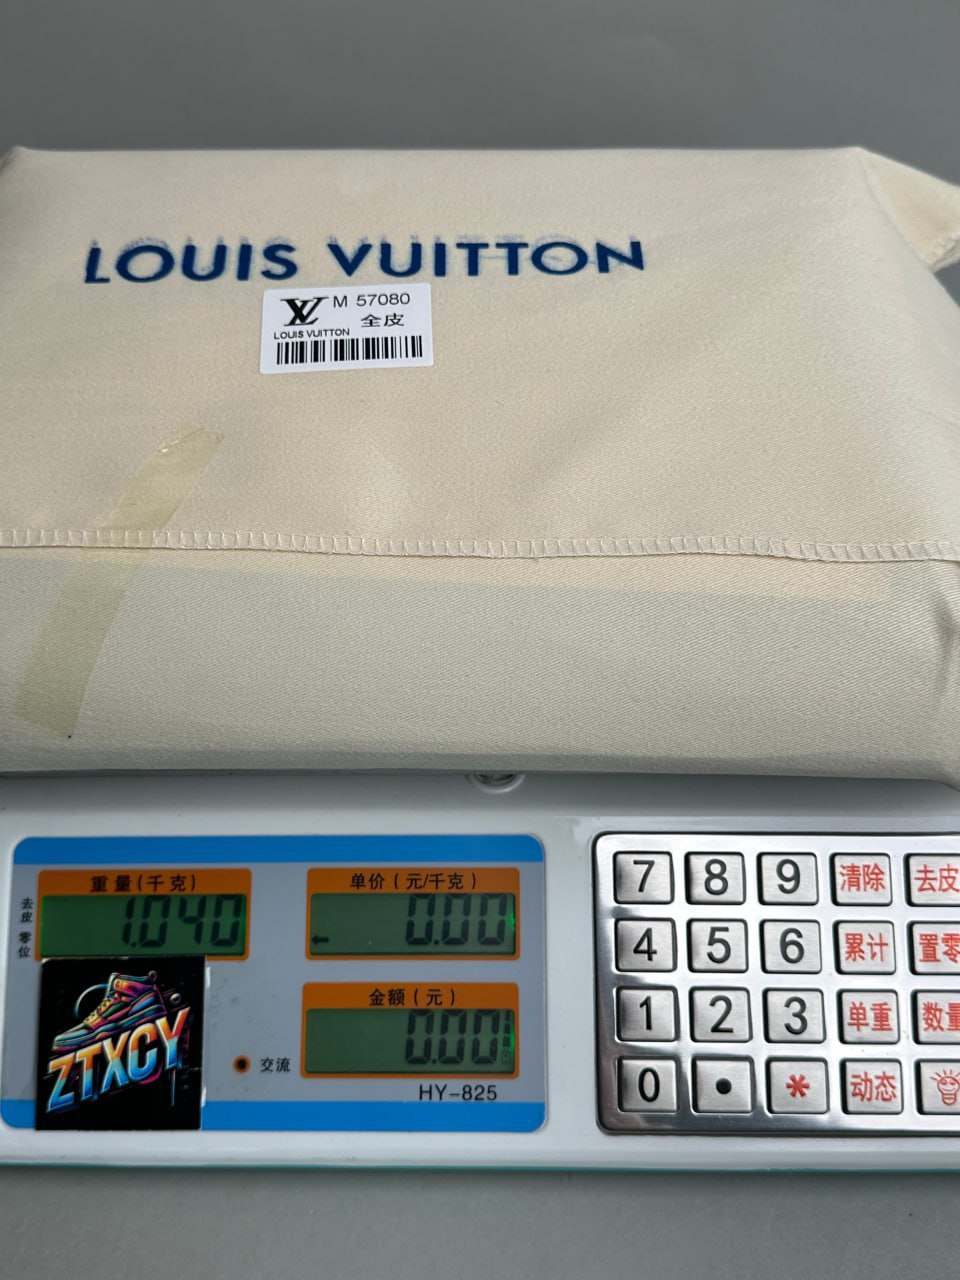 LOUIS VUITTON
M 57080
全皮
LOUIS VUITTON
重量(千克)
单价(元/千克)
去皮
零位
1.040
0.00
金额(元)
0.00
交流
HY-825
ZTXCY
7 8 9 清除 去皮
4 5 6 累计 置零
1 2 3 单重 数量
0 • * 动态